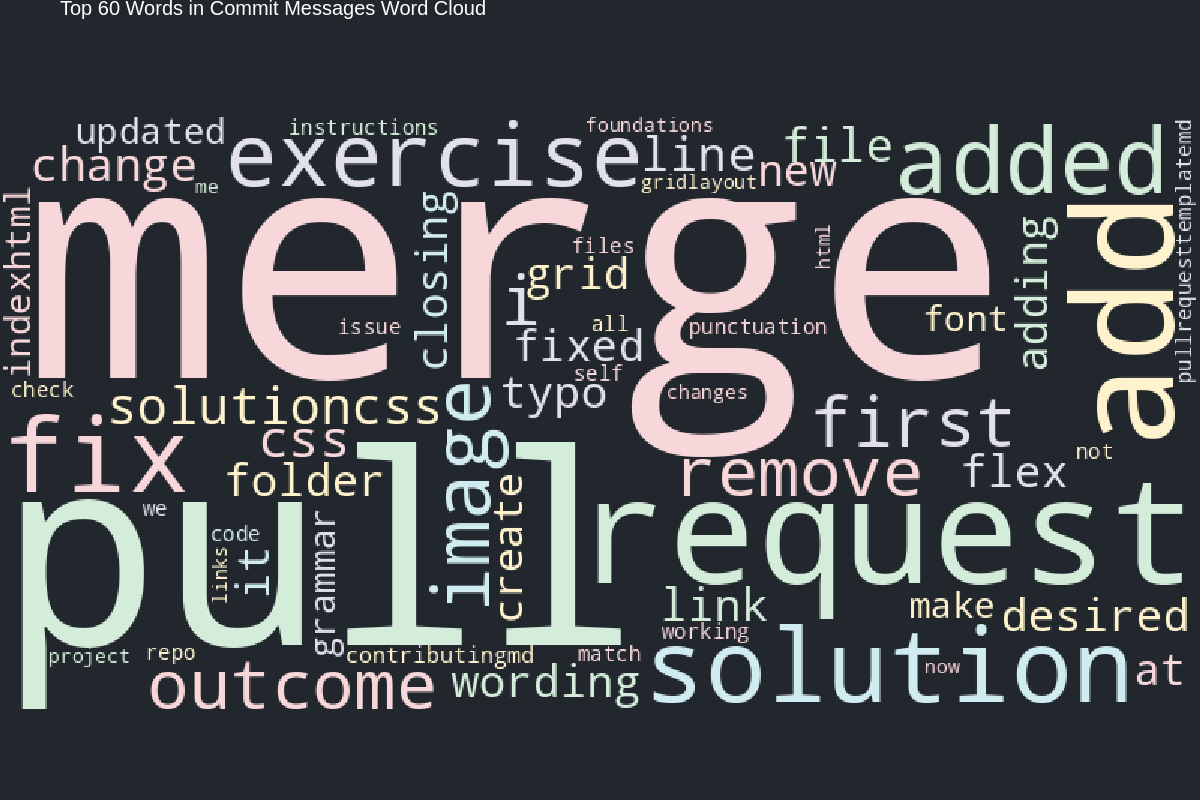 Top 60 Words in Commit Messages Word Cloud
updated
instructions
foundations
exercise
line
file
added
pullrequesttemplatemd
change
me
gridlayout
new
indexhtml
merge
closing
files
html
adding
add
grid
i
issue
all
punctuation
font
fixed
self
check
typo
changes
solutioncss
image
first
fix
css
not
folder
remove
flex
pull
request
we
code
links
it
grammar
create
link
make
desired
working
project
repo
contributingmd
match
solution
now
at
outcome
wording